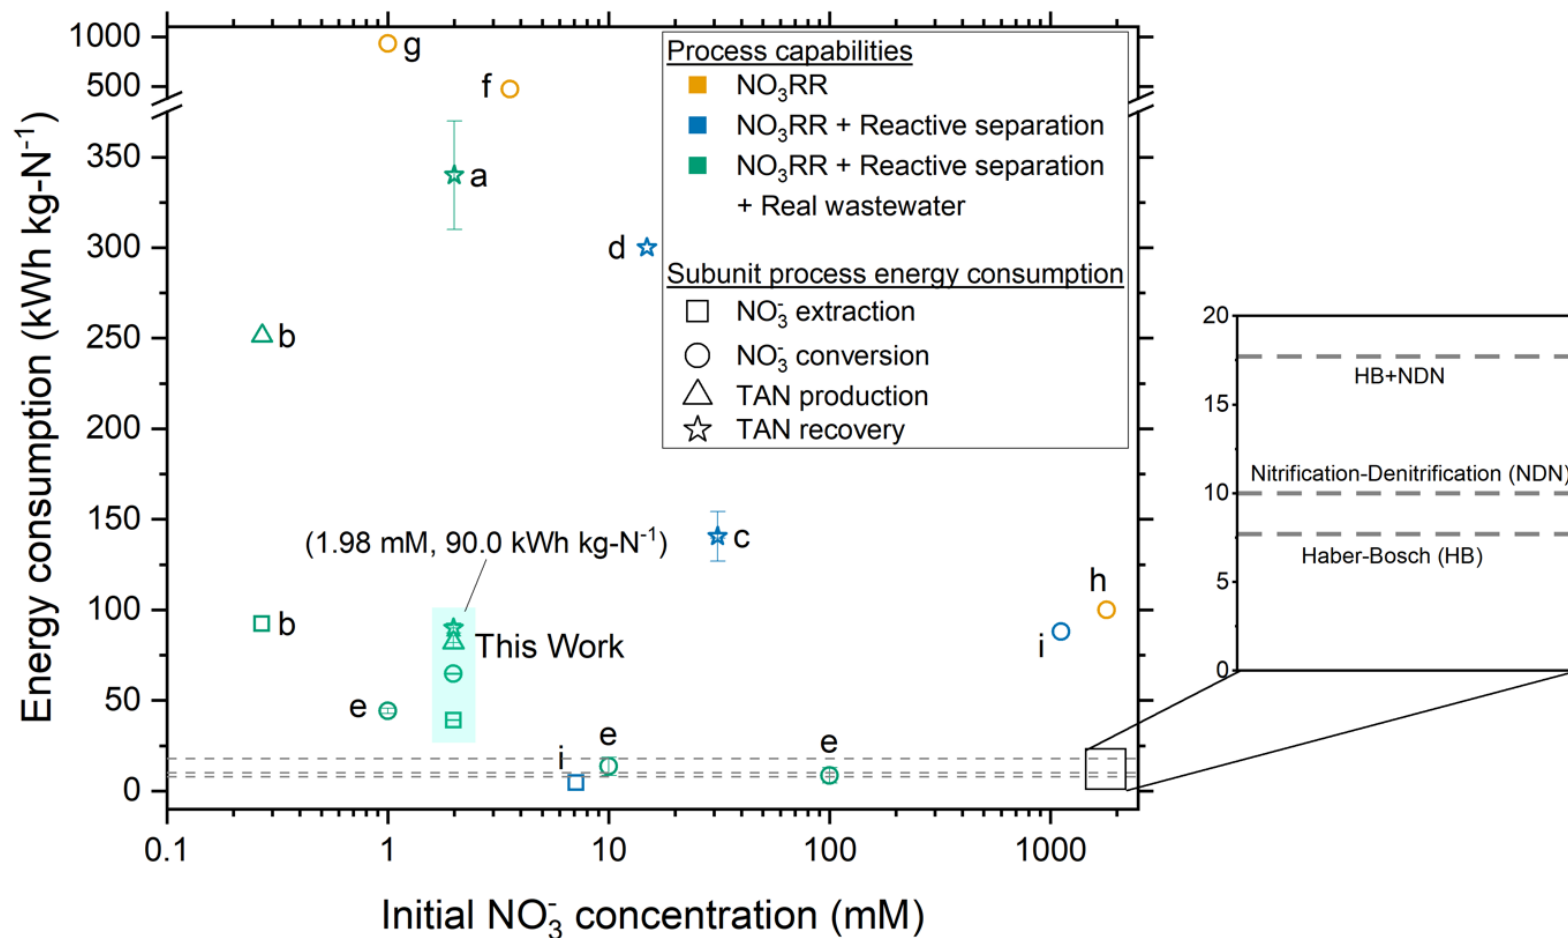 1000
500
350
300
250
200
150
100
50
0
Energy consumption (kWh kg-N⁻¹)
g
f
a
d
b
c
(1.98 mM, 90.0 kWh kg-N⁻¹)
h
b
This Work
i
e
e
e
i
Process capabilities
NO₃RR
NO₃RR + Reactive separation
NO₃RR + Reactive separation
+ Real wastewater
Subunit process energy consumption
NO₃⁻ extraction
NO₃⁻ conversion
TAN production
TAN recovery
0.1
1
10
100
1000
Initial NO₃⁻ concentration (mM)
20
15
10
5
0
HB+NDN
Nitrification-Denitrification (NDN)
Haber-Bosch (HB)